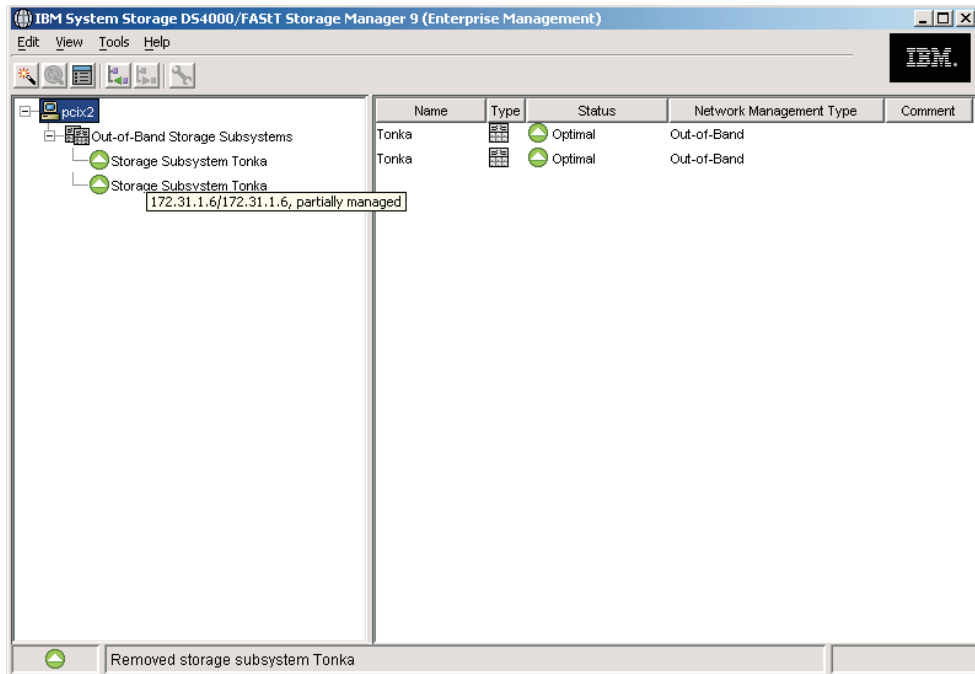 IBM System Storage DS4000/FAStT Storage Manager 9 (Enterprise Management)
Edit View Tools Help
IBM.
pcix2
Out-of-Band Storage Subsystems
Storage Subsystem Tonka
Storage Subsystem Tonka
172.31.1.6/172.31.1.6, partially managed
Name Type Status Network Management Type Comment
Tonka Optimal Out-of-Band
Tonka Optimal Out-of-Band
Removed storage subsystem Tonka